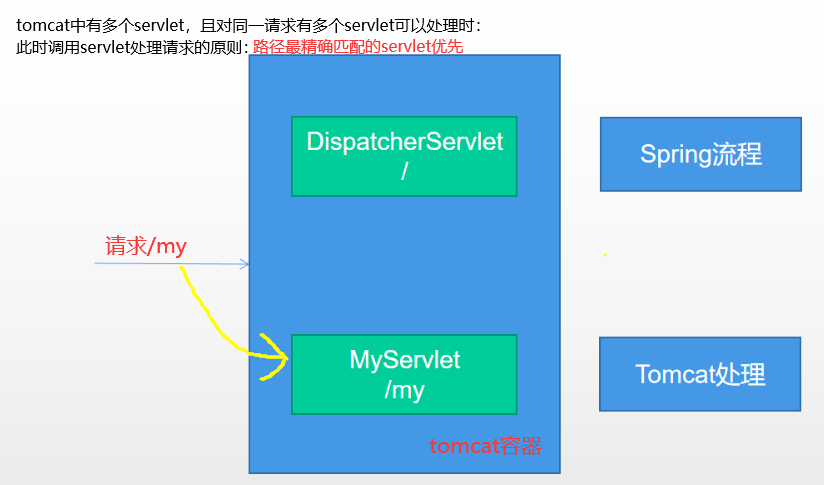 tomcat中有多个servlet，且对同一请求有多个servlet可以处理时：
此时调用servlet处理请求的原则：路径最精确匹配的servlet优先
DispatcherServlet
/
Spring流程
请求/my
MyServlet
/my
Tomcat处理
tomcat容器